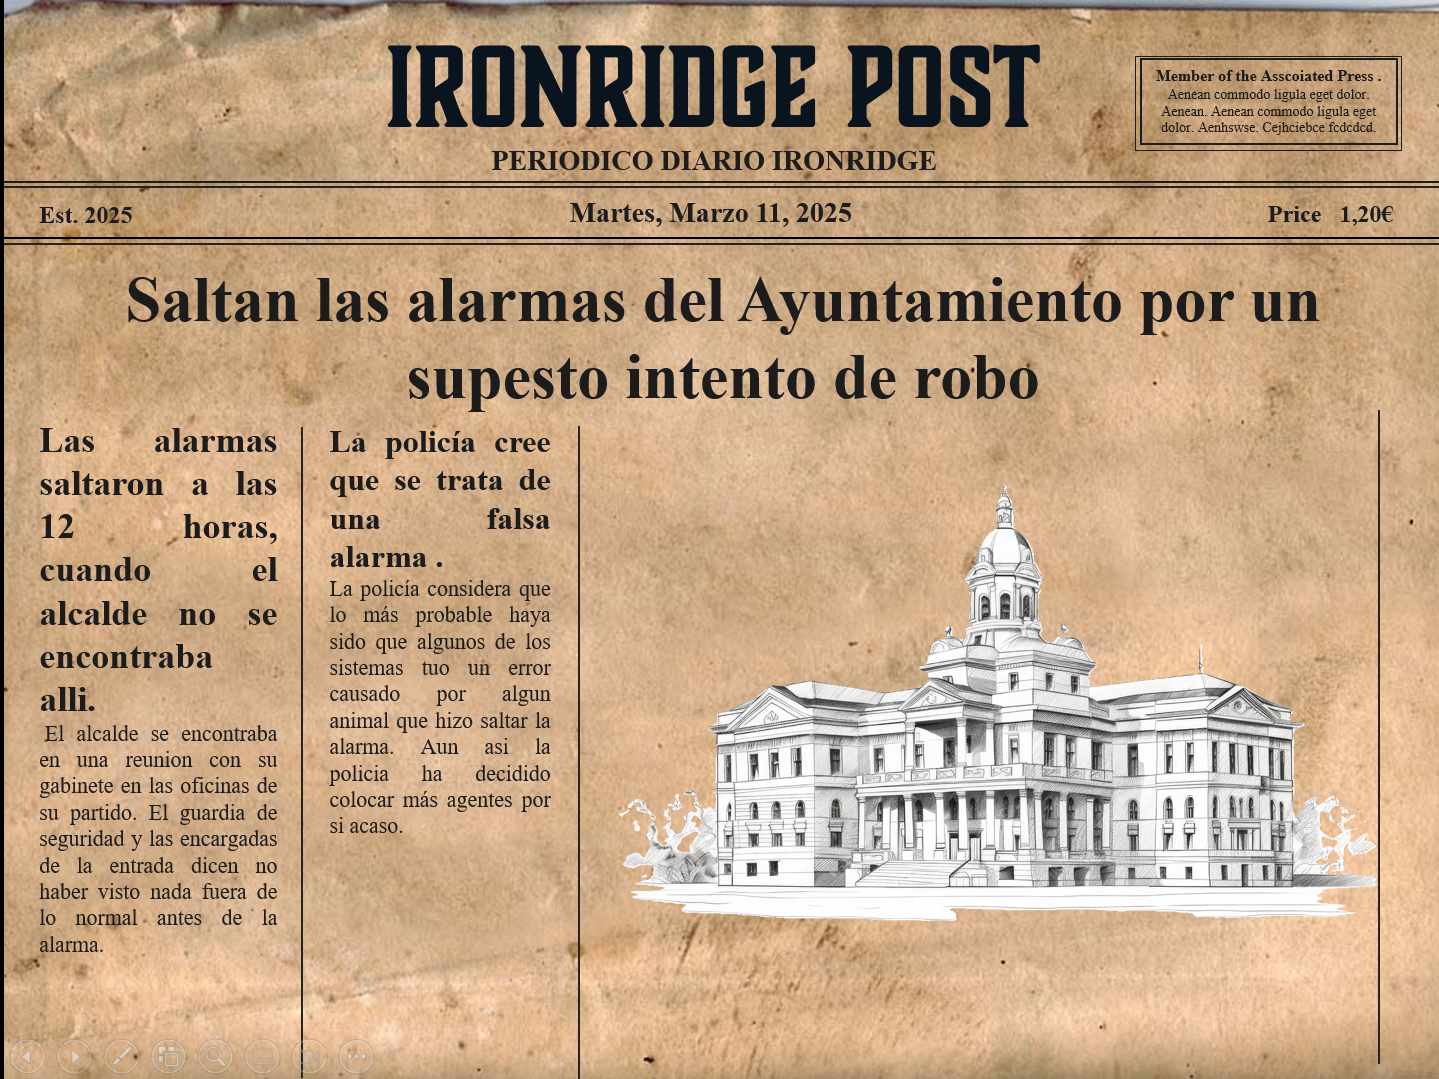 IRONRIDGE POST
PERIODICO DIARIO IRONRIDGE
Member of the Asscoiated Press .
Aenean commodo ligula eget dolor.
Aenean. Aenean commodo ligula eget
dolor. Aenhswse. Cejhciebce fcdcdcd.
Est. 2025
Martes, Marzo 11, 2025
Price 1,20€
Saltan las alarmas del Ayuntamiento por un
supesto intento de robo
Las alarmas
saltaron a las
12 horas,
cuando el
alcalde no se
encontraba
alli.
El alcalde se encontraba
en una reunion con su
gabinete en las oficinas de
su partido. El guardia de
seguridad y las encargadas
de la entrada dicen no
haber visto nada fuera de
lo normal antes de la
alarma.
La policía cree
que se trata de
una falsa
alarma .
La policía considera que
lo más probable haya
sido que algunos de los
sistemas tuo un error
causado por algun
animal que hizo saltar la
alarma. Aun asi la
policia ha decidido
colocar más agentes por
si acaso.